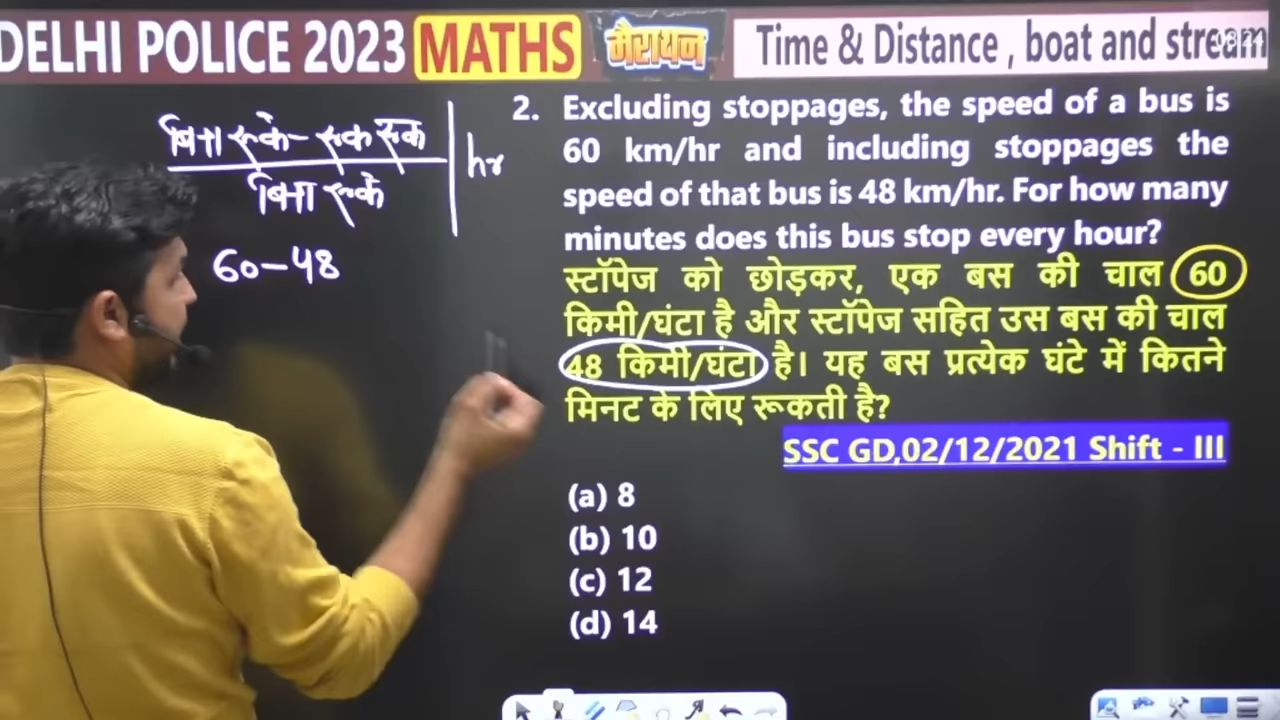 DELHI POLICE 2023 MATHS मैराथन Time & Distance , boat and stream
बिना रूके - रूक रूक
बिना रूके
hr
60-48
2. Excluding stoppages, the speed of a bus is
60 km/hr and including stoppages the
speed of that bus is 48 km/hr. For how many
minutes does this bus stop every hour?
स्टॉपेज को छोड़कर, एक बस की चाल 60
किमी/घंटा है और स्टॉपेज सहित उस बस की चाल
48 किमी/घंटा है। यह बस प्रत्येक घंटे में कितने
मिनट के लिए रूकती है?
SSC GD,02/12/2021 Shift - III
(a) 8
(b) 10
(c) 12
(d) 14